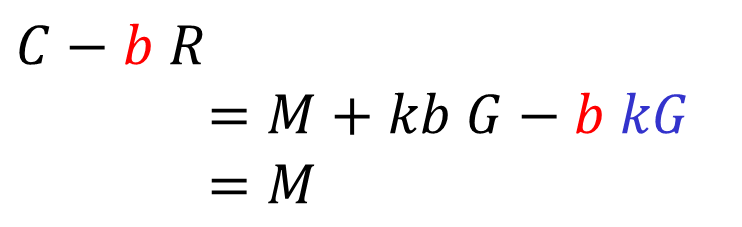 C − b R
= M + kb G − b kG
= M